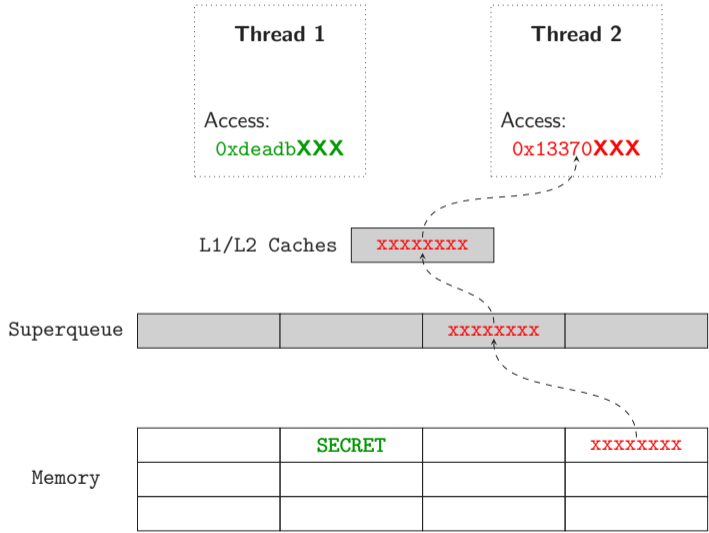 Thread 1
Thread 2
Access:
0xdeadbXXX
Access:
0x13370XXX
L1/L2 Caches
xxxxxxxx
Superqueue
xxxxxxxx
SECRET
xxxxxxxx
Memory